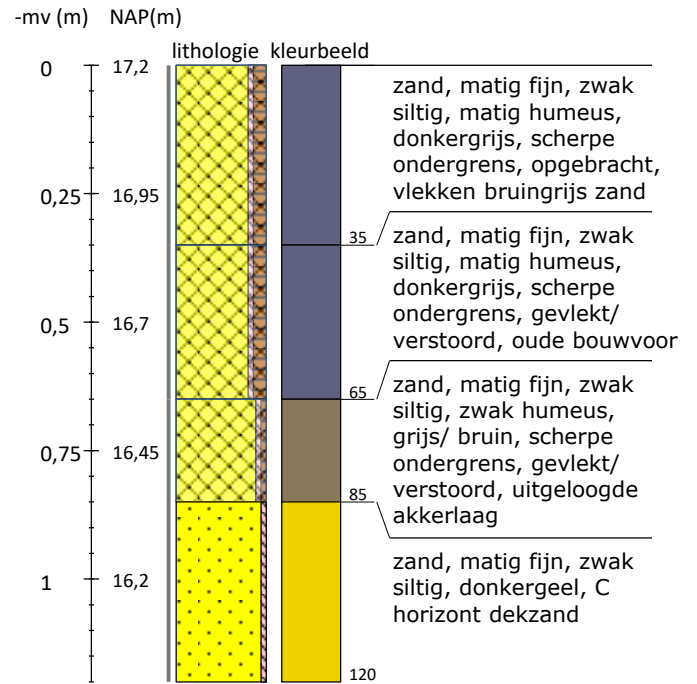 -mv (m) NAP(m)
lithologie kleurbeeld
0 17,2
zand, matig fijn, zwak
siltig, matig humeus,
donkergrijs, scherpe
ondergrens, opgebracht,
vlekken bruingrijs zand
0,25 16,95
35
zand, matig fijn, zwak
siltig, matig humeus,
donkergrijs, scherpe
ondergrens, gevlekt/
verstoord, oude bouwvoor
0,5 16,7
65
zand, matig fijn, zwak
siltig, zwak humeus,
grijs/ bruin, scherpe
ondergrens, gevlekt/
verstoord, uitgeloogde
akkerlaag
0,75 16,45
85
zand, matig fijn, zwak
siltig, donkergeel, C
horizont dekzand
1 16,2
120